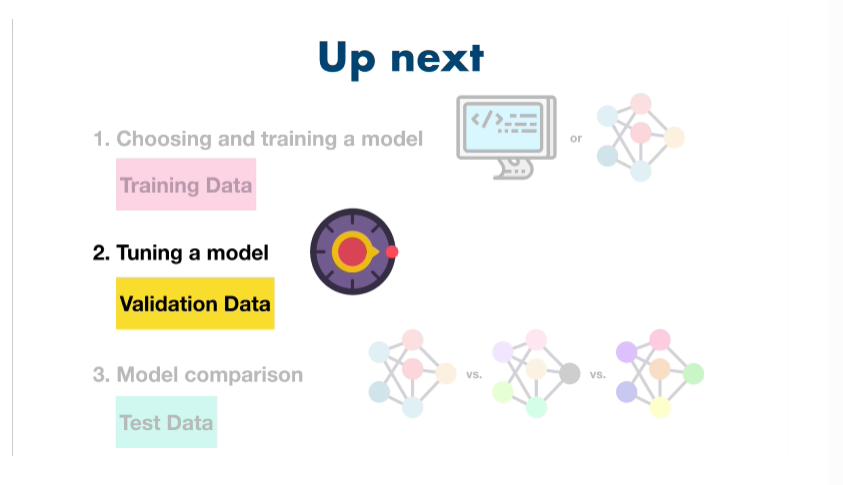 Up next
1. Choosing and training a model
</>
or
Training Data
2. Tuning a model
Validation Data
3. Model comparison
vs.
vs.
Test Data